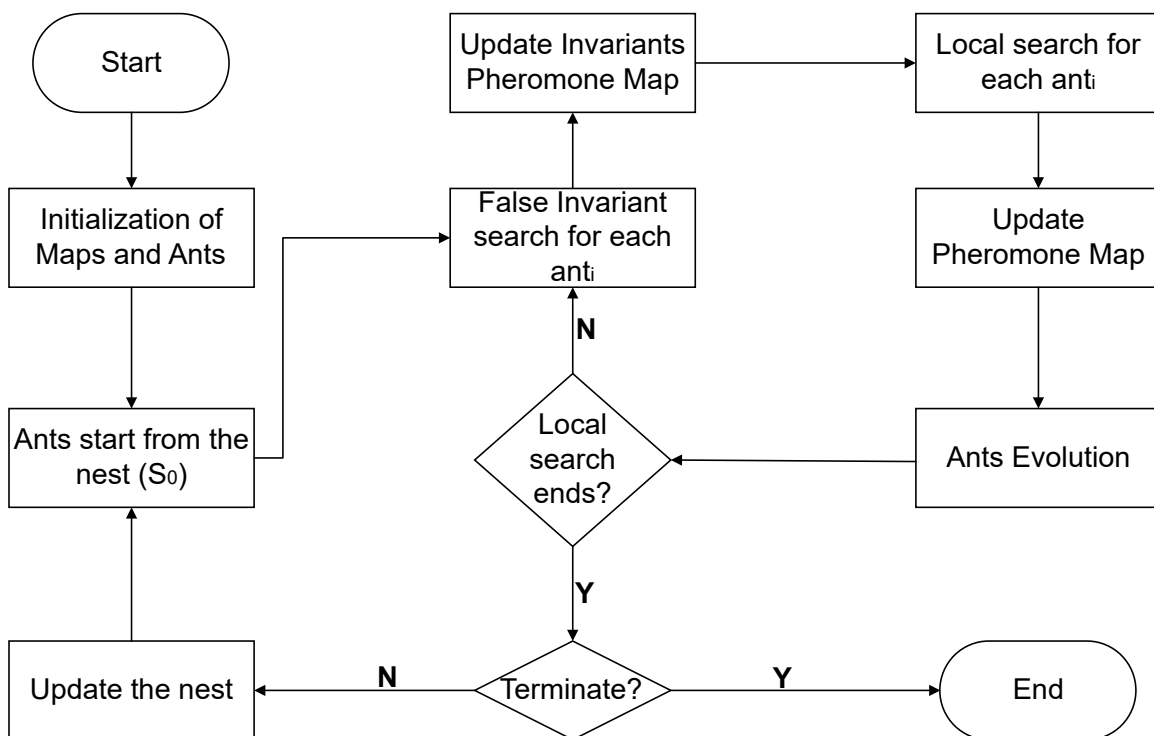 Start
Initialization of
Maps and Ants
Ants start from the
nest (S₀)
Update the nest
Update Invariants
Pheromone Map
False Invariant
search for each
antᵢ
N
Local
search
ends?
Y
Terminate?
N
Y
Local search for
each antᵢ
Update
Pheromone Map
Ants Evolution
End